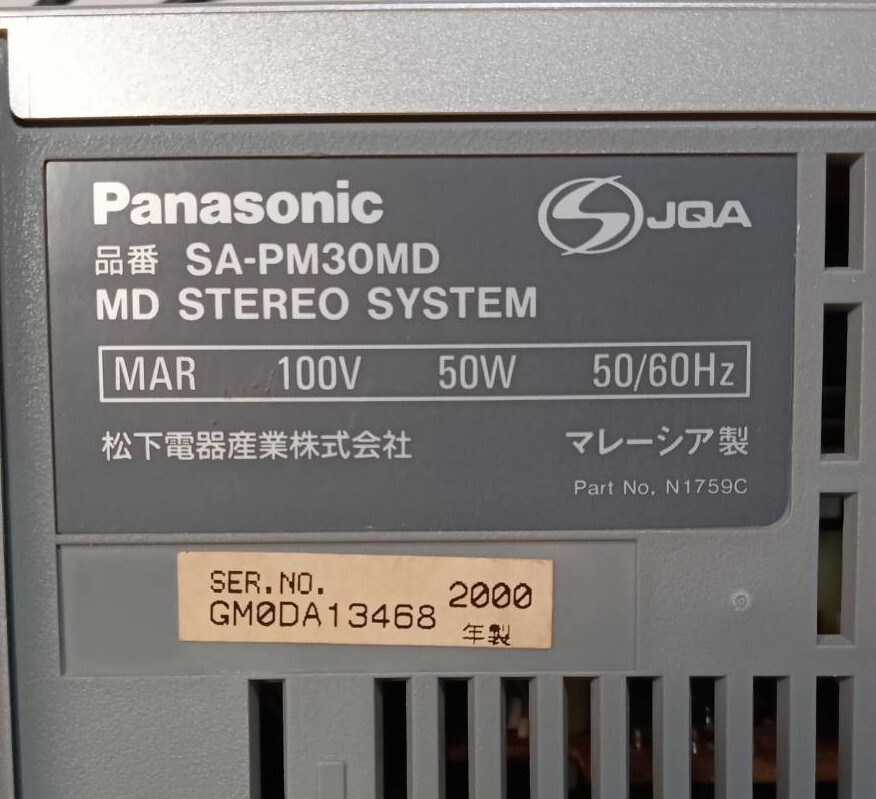 Panasonic
JQA
品番 SA-PM30MD
MD STEREO SYSTEM
MAR 100V 50W 50/60Hz
松下電器産業株式会社
マレーシア製
Part No. N1759C
SER.NO.
GM0DA13468
2000
年製